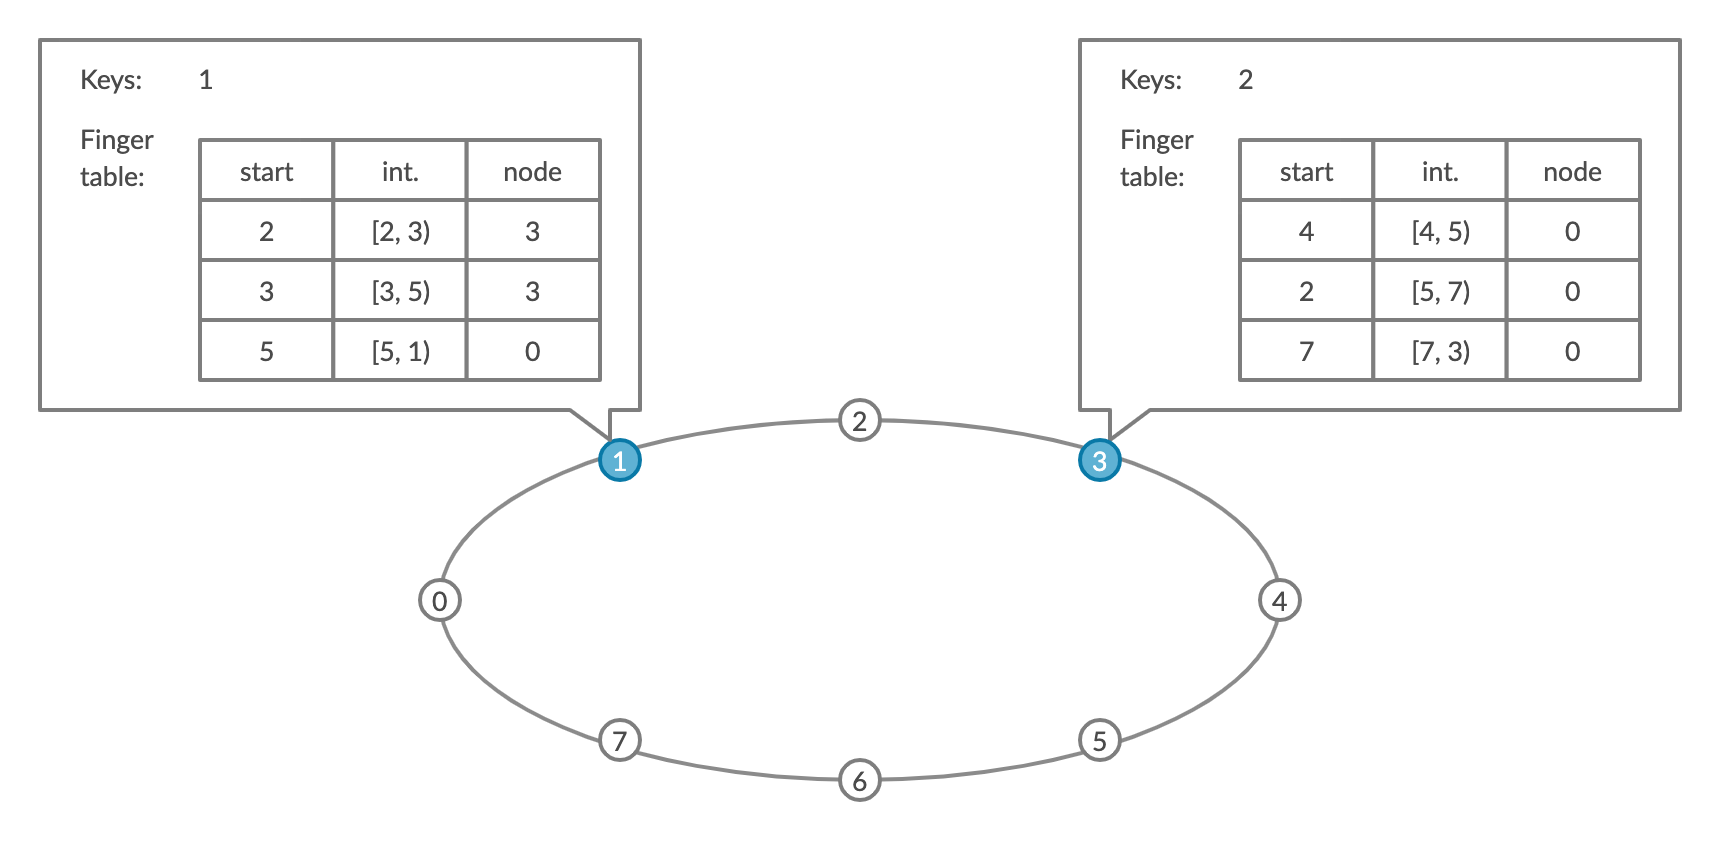 Keys: 1
Finger
table:
start int. node
2 [2, 3) 3
3 [3, 5) 3
5 [5, 1) 0
Keys: 2
Finger
table:
start int. node
4 [4, 5) 0
2 [5, 7) 0
7 [7, 3) 0
2
1
3
0
4
7
5
6